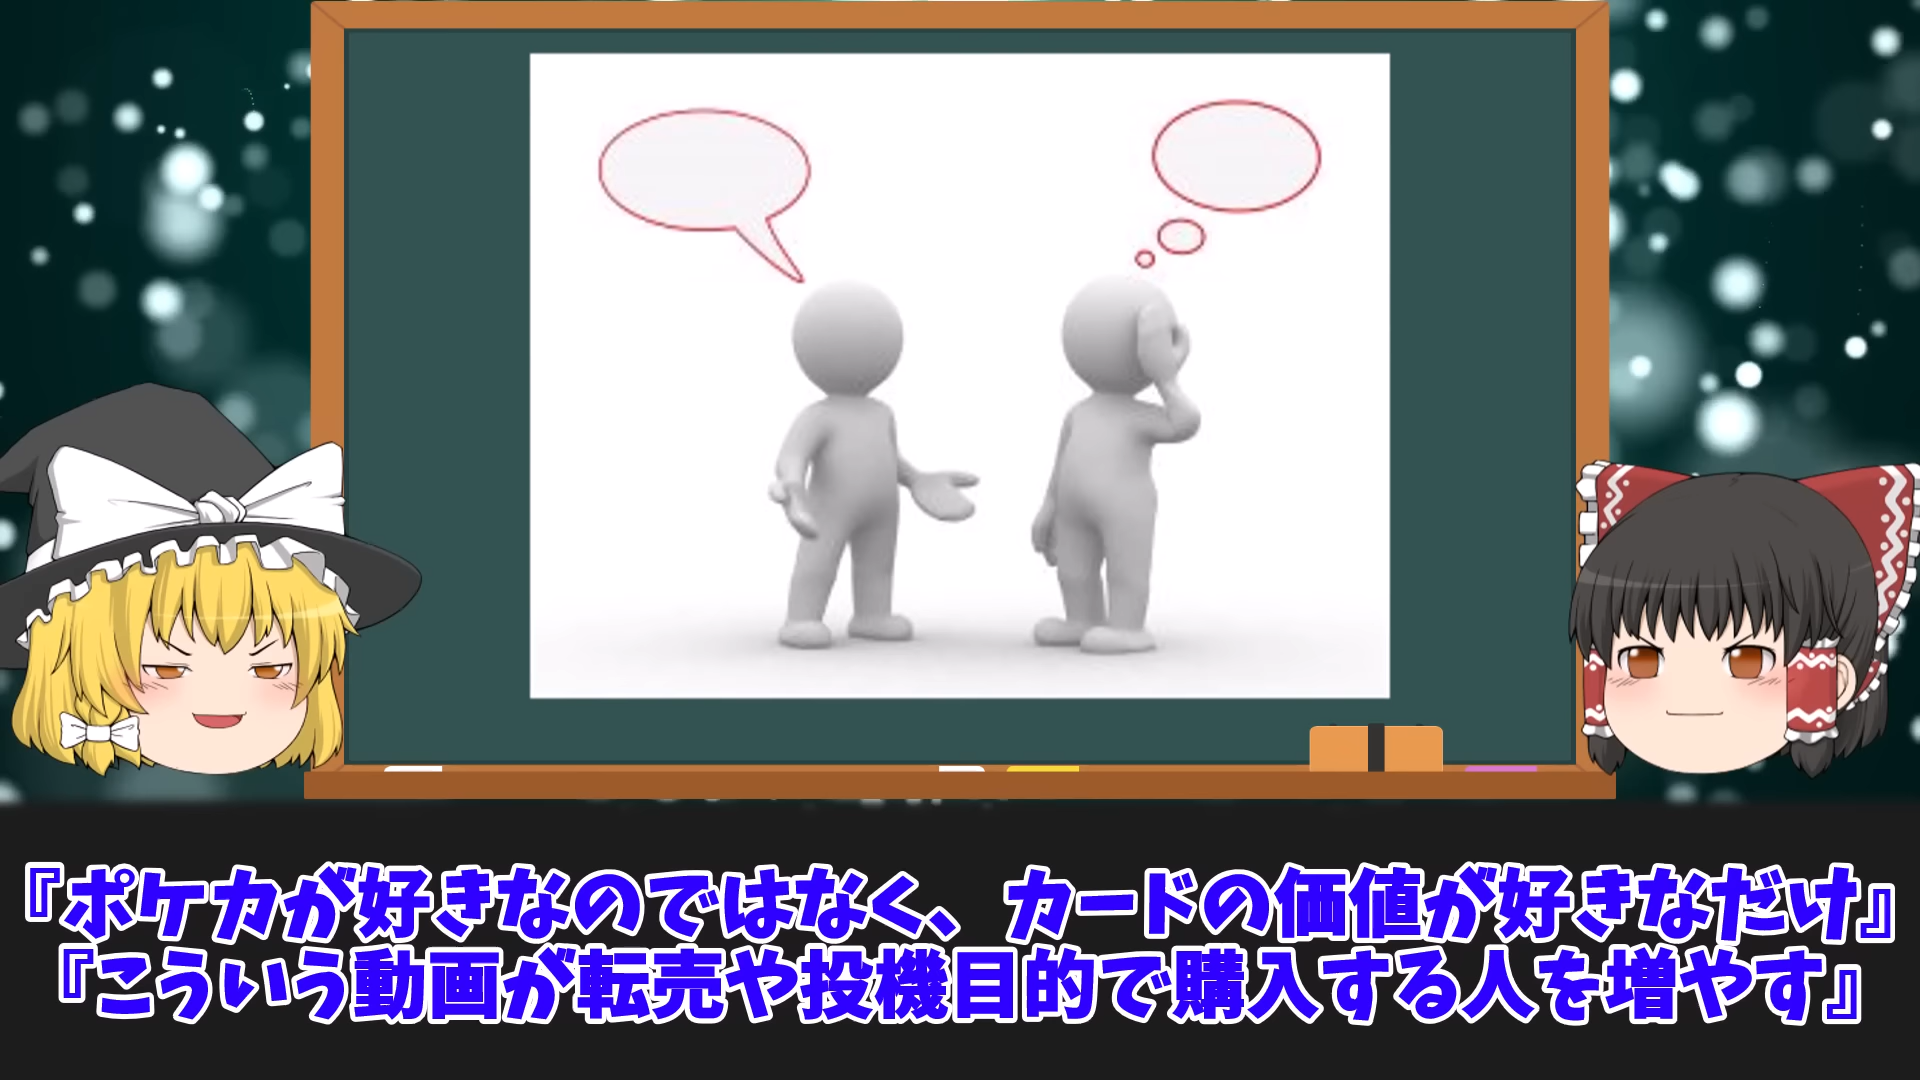 『ポケカが好きなのではなく、カードの価値が好きなだけ』
『こういう動画が転売や投機目的で購入する人を増やす』